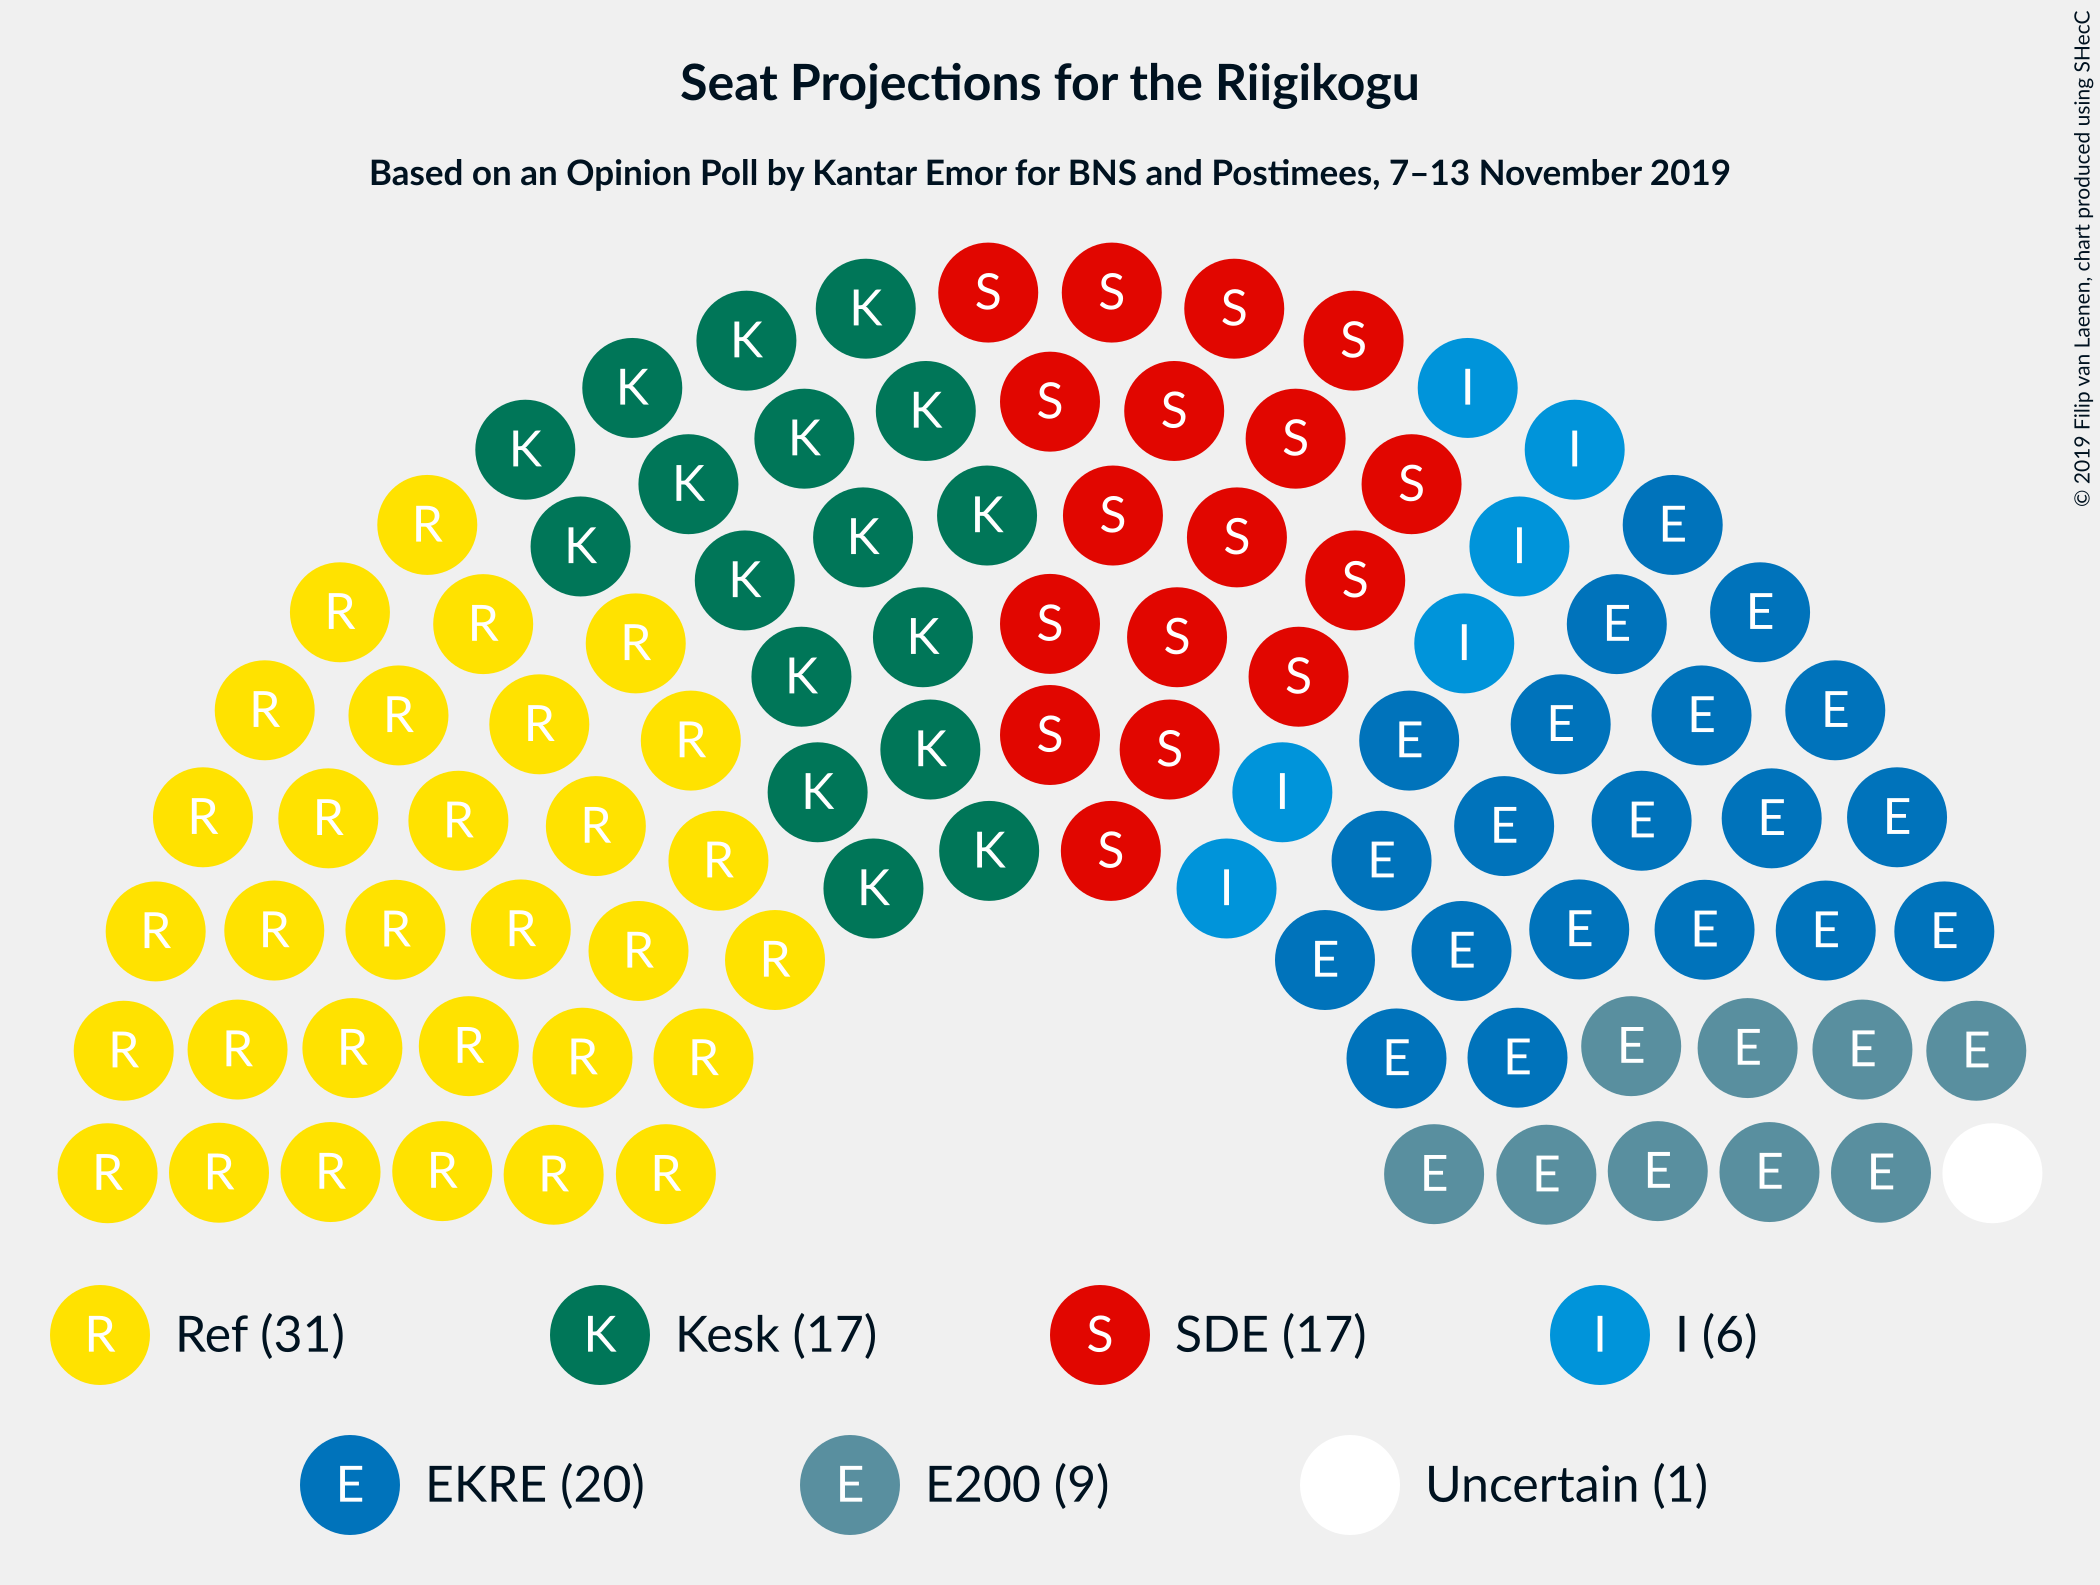 Seat Projections for the Riigikogu
Based on an Opinion Poll by Kantar Emor for BNS and Postimees, 7–13 November 2019
© 2019 Filip van Laenen, chart produced using SHecC
K K S S S S
K K I I
K K S S S S
R K K I E
K K S S S
R R K K I E E
R K K S S S I
R R R R E E E E
K K S S I
R R R R R E E E E E
K K S I
R R R R R R E E E E E E
R R R R R R E E E E E E
R R R R R R E E E E E
R Ref (31) K Kesk (17) S SDE (17) I I (6)
E EKRE (20) E E200 (9) Uncertain (1)